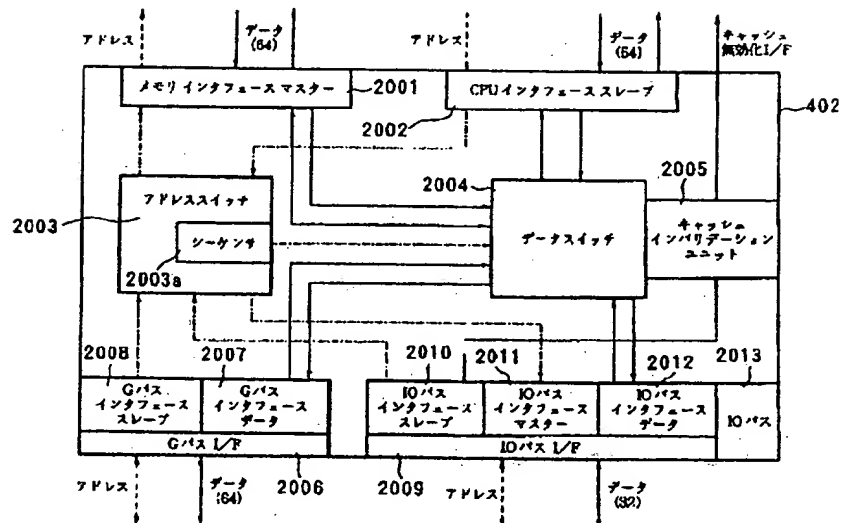 アドレス
データ
(64)
アドレス
データ
(64)
キャッシュ
無効化I/F
メモリインタフェースマスター
2001
CPUインタフェーススレーブ
2002
402
2003
アドレススイッチ
シーケンサ
2003a
2004
データスイッチ
2005
キャッシュ
インバリデーション
ユニット
2008
2007
2010
2011
2012
2013
Gバス
インタフェース
スレーブ
Gバス
インタフェース
データ
IOバス
インタフェース
スレーブ
IOバス
インタフェース
マスター
IOバス
インタフェース
データ
IOバス
GバスI/F
IOバスI/F
アドレス
データ
(64)
2006
2009
アドレス
データ
(32)